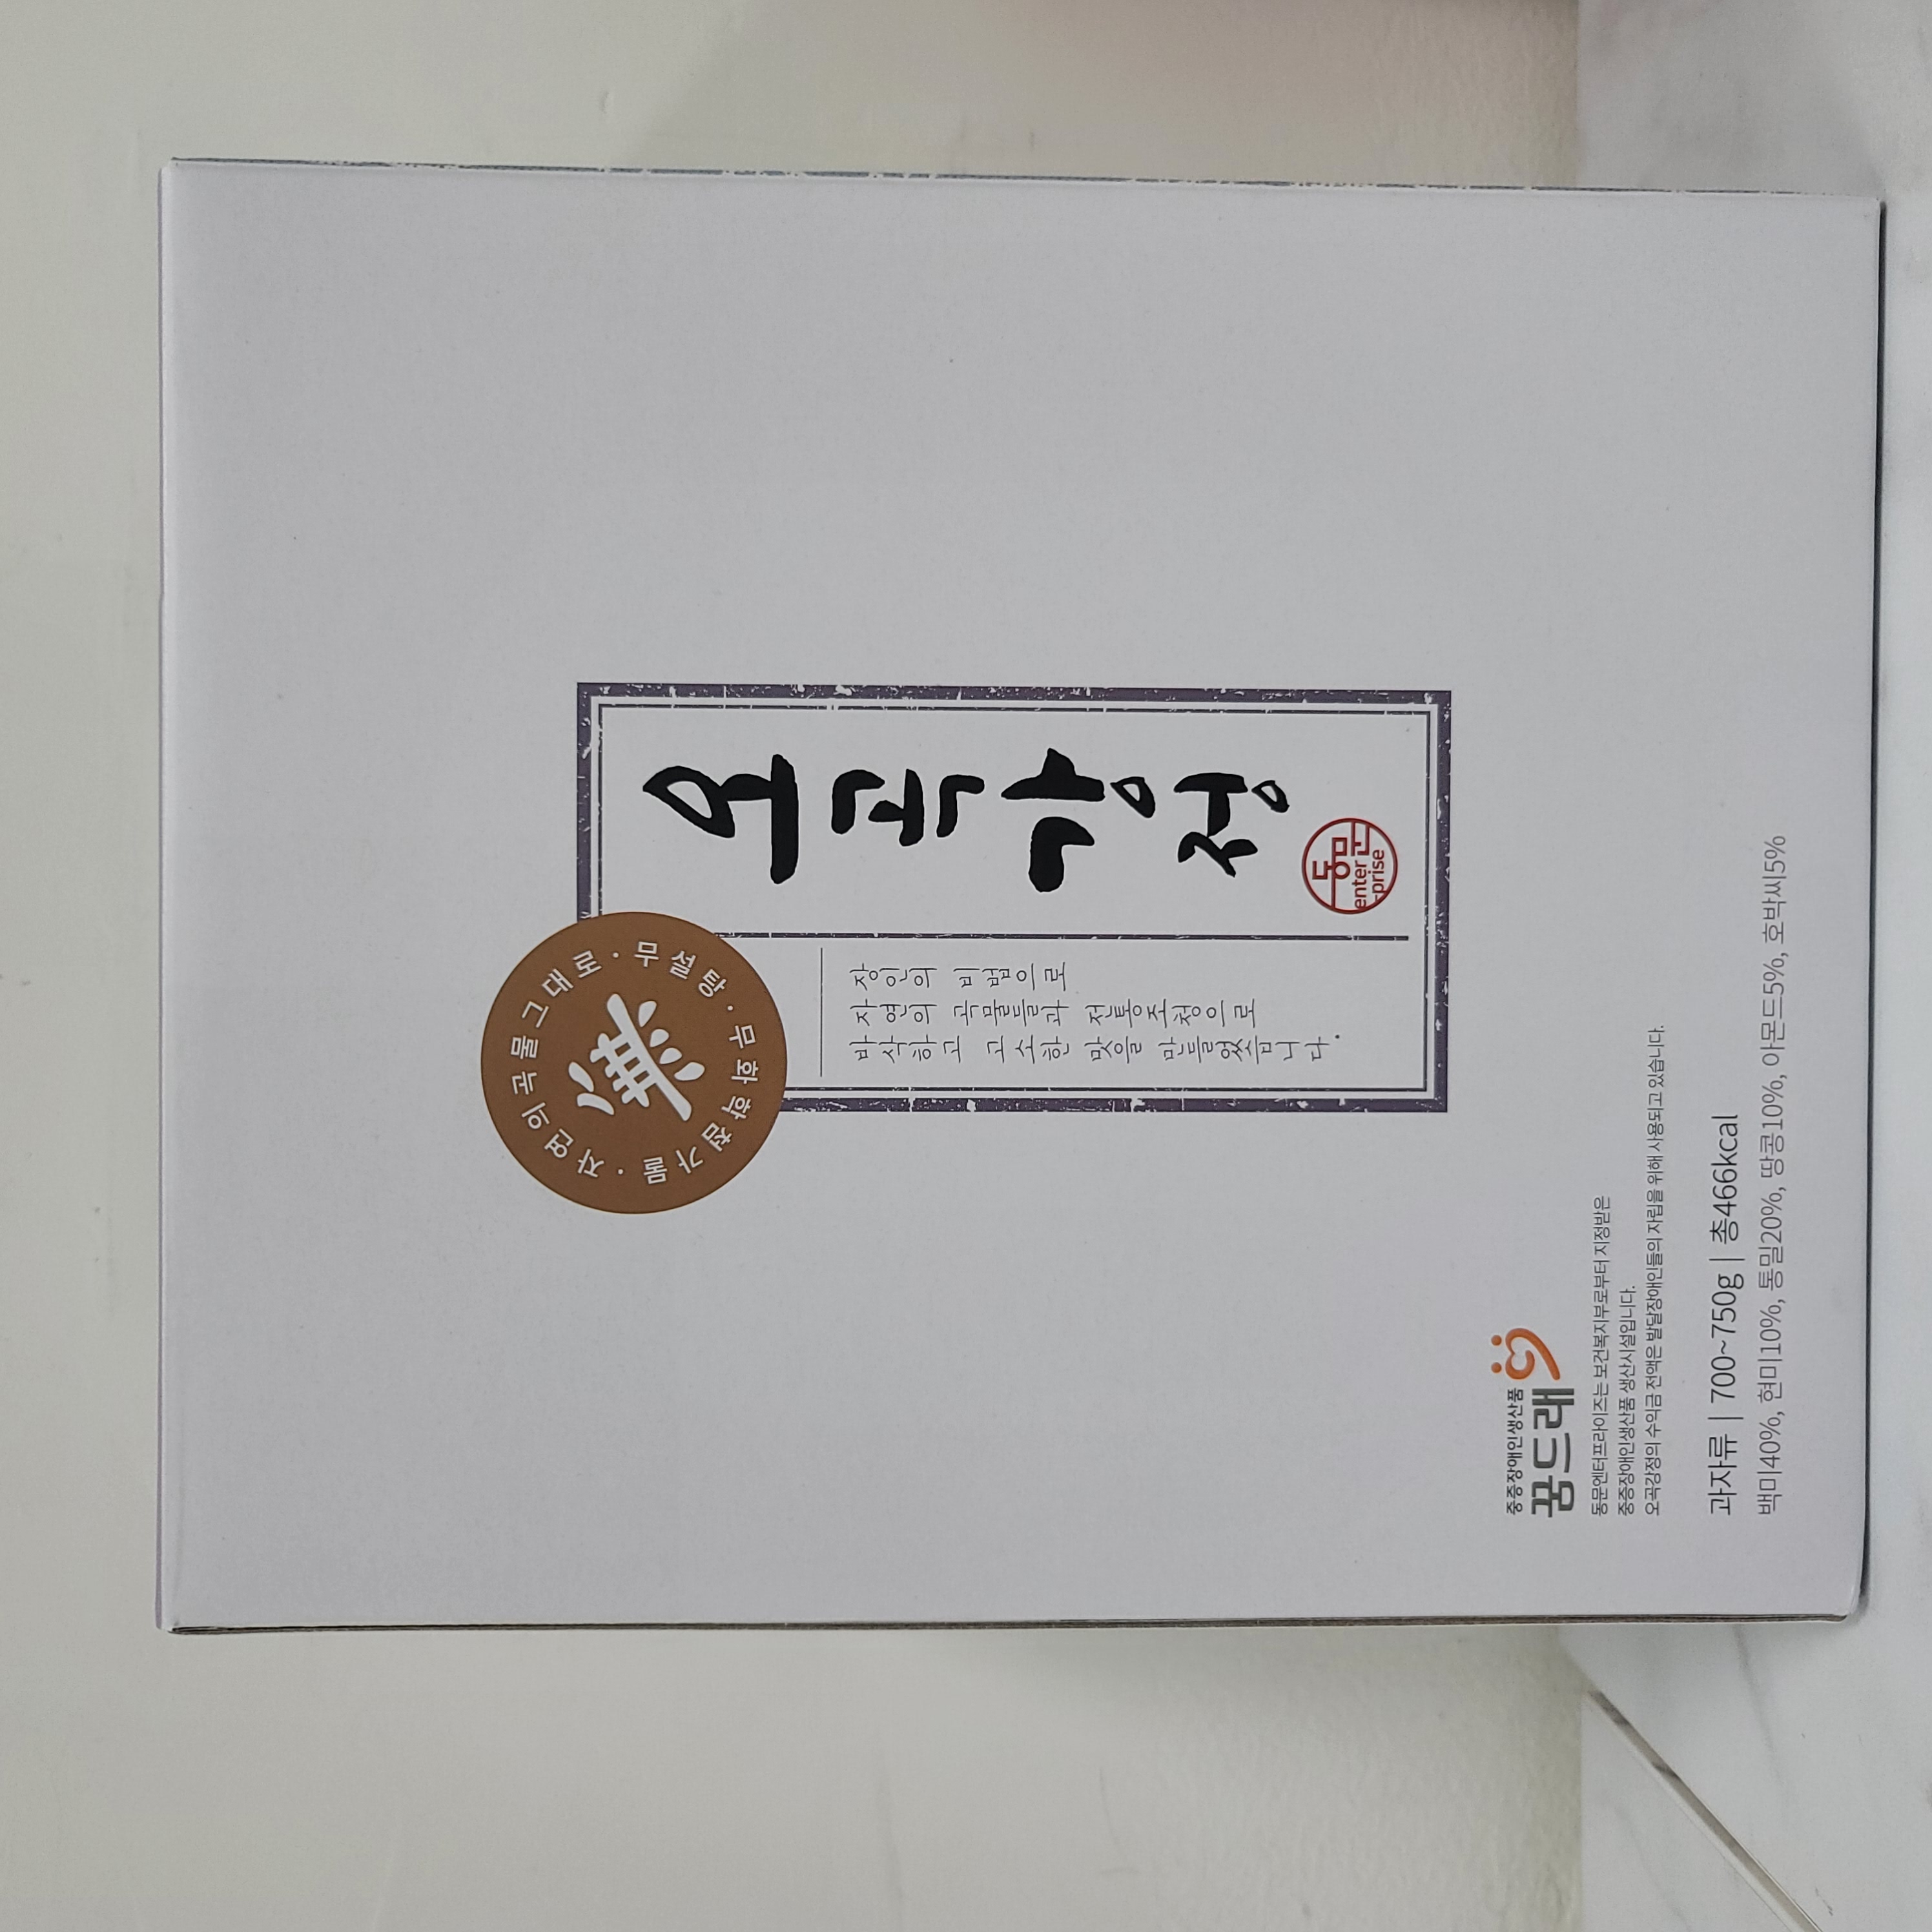 자연의 곡물 그대로 · 무설탕 · 무화학첨가물 ·
無
오곡강정
동문
enter
-prise
장인의 비법으로
자연의 곡물들과 전통조청으로
바삭하고 고소한 맛을 만들었습니다.
중증장애인생산품
꿈드래
동문엔터프라이즈는 보건복지부로부터 지정받은
중증장애인생산품 생산시설입니다.
오곡강정의 수익금 전액은 발달장애인들의 자립을 위해 사용되고 있습니다.
과자류 | 700~750g | 총466kcal
백미40%, 현미10%, 통밀20%, 땅콩10%, 아몬드5%, 호박씨5%